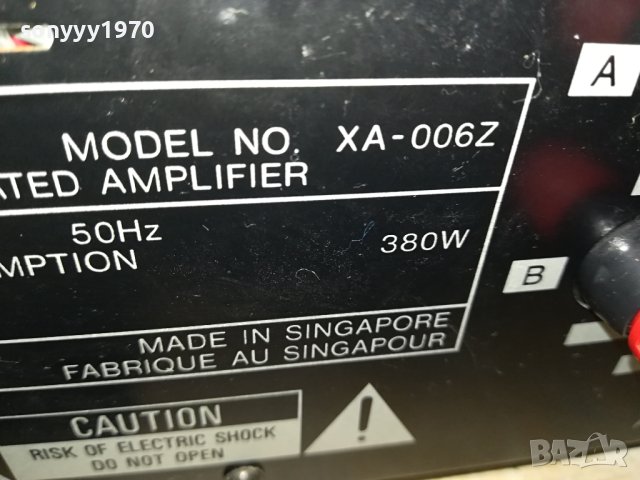 sonyyy1970
A
MODEL NO. XA-006Z
ATED AMPLIFIER
50Hz
MPTION 380W
B
MADE IN SINGAPORE
FABRIQUE AU SINGAPOUR
CAUTION
RISK OF ELECTRIC SHOCK
DO NOT OPEN
BAZAR